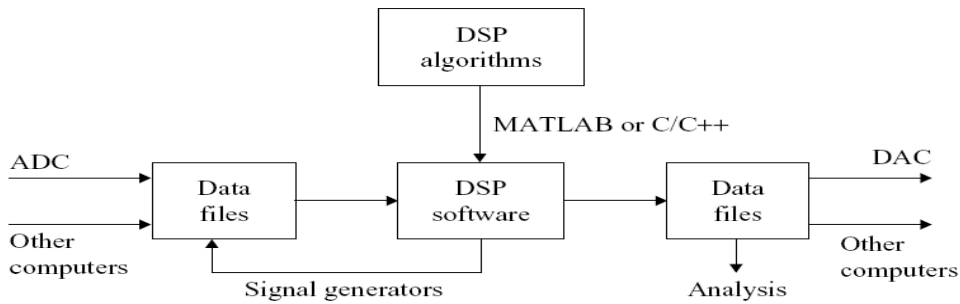 DSP
algorithms
MATLAB or C/C++
ADC
Data
files
DSP
software
Data
files
DAC
Other
computers
Signal generators
Analysis
Other
computers